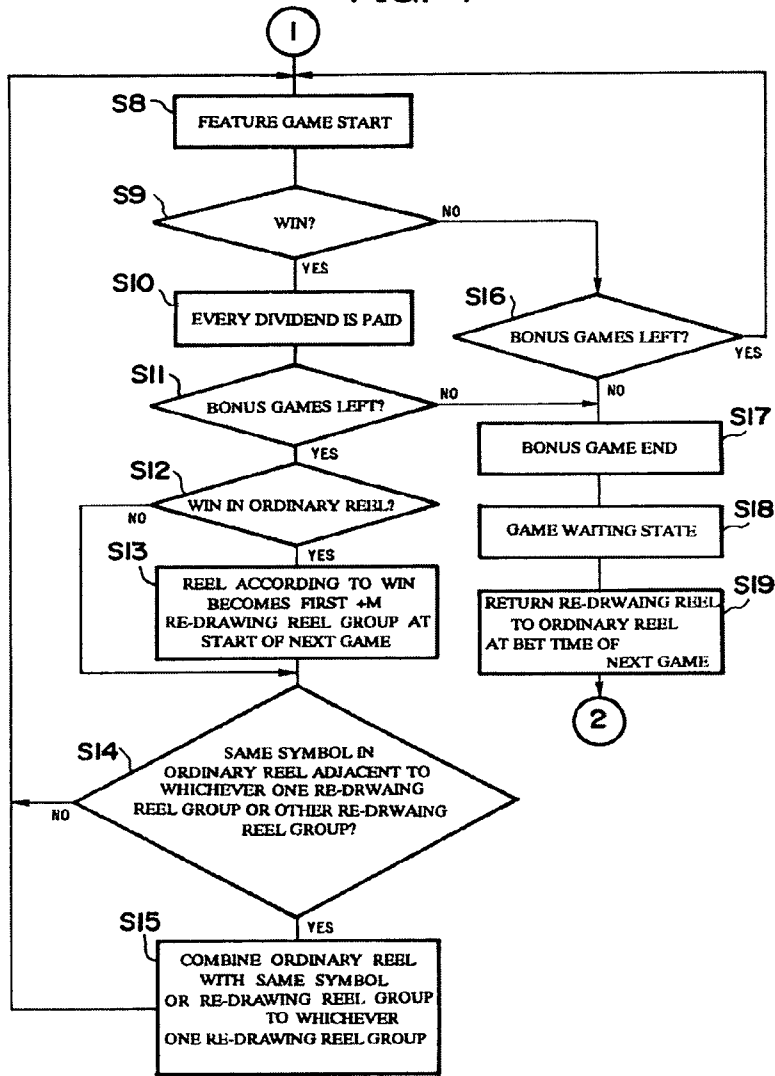 1
S8
FEATURE GAME START
S9
WIN?
NO
YES
S10
EVERY DIVIDEND IS PAID
S16
BONUS GAMES LEFT?
YES
NO
S11
BONUS GAMES LEFT?
NO
YES
S17
BONUS GAME END
S12
WIN IN ORDINARY REEL?
NO
YES
S18
GAME WAITING STATE
S13
REEL ACCORDING TO WIN
BECOMES FIRST +M
RE-DRAWING REEL GROUP AT
START OF NEXT GAME
S19
RETURN RE-DRWAING REEL
TO ORDINARY REEL
AT BET TIME OF
NEXT GAME
2
S14
SAME SYMBOL IN
ORDINARY REEL ADJACENT TO
WHICHEVER ONE RE-DRWAING
REEL GROUP OR OTHER RE-DRWAING
REEL GROUP?
NO
YES
S15
COMBINE ORDINARY REEL
WITH SAME SYMBOL
OR RE-DRAWING REEL GROUP
TO WHICHEVER
ONE RE-DRAWING REEL GROUP